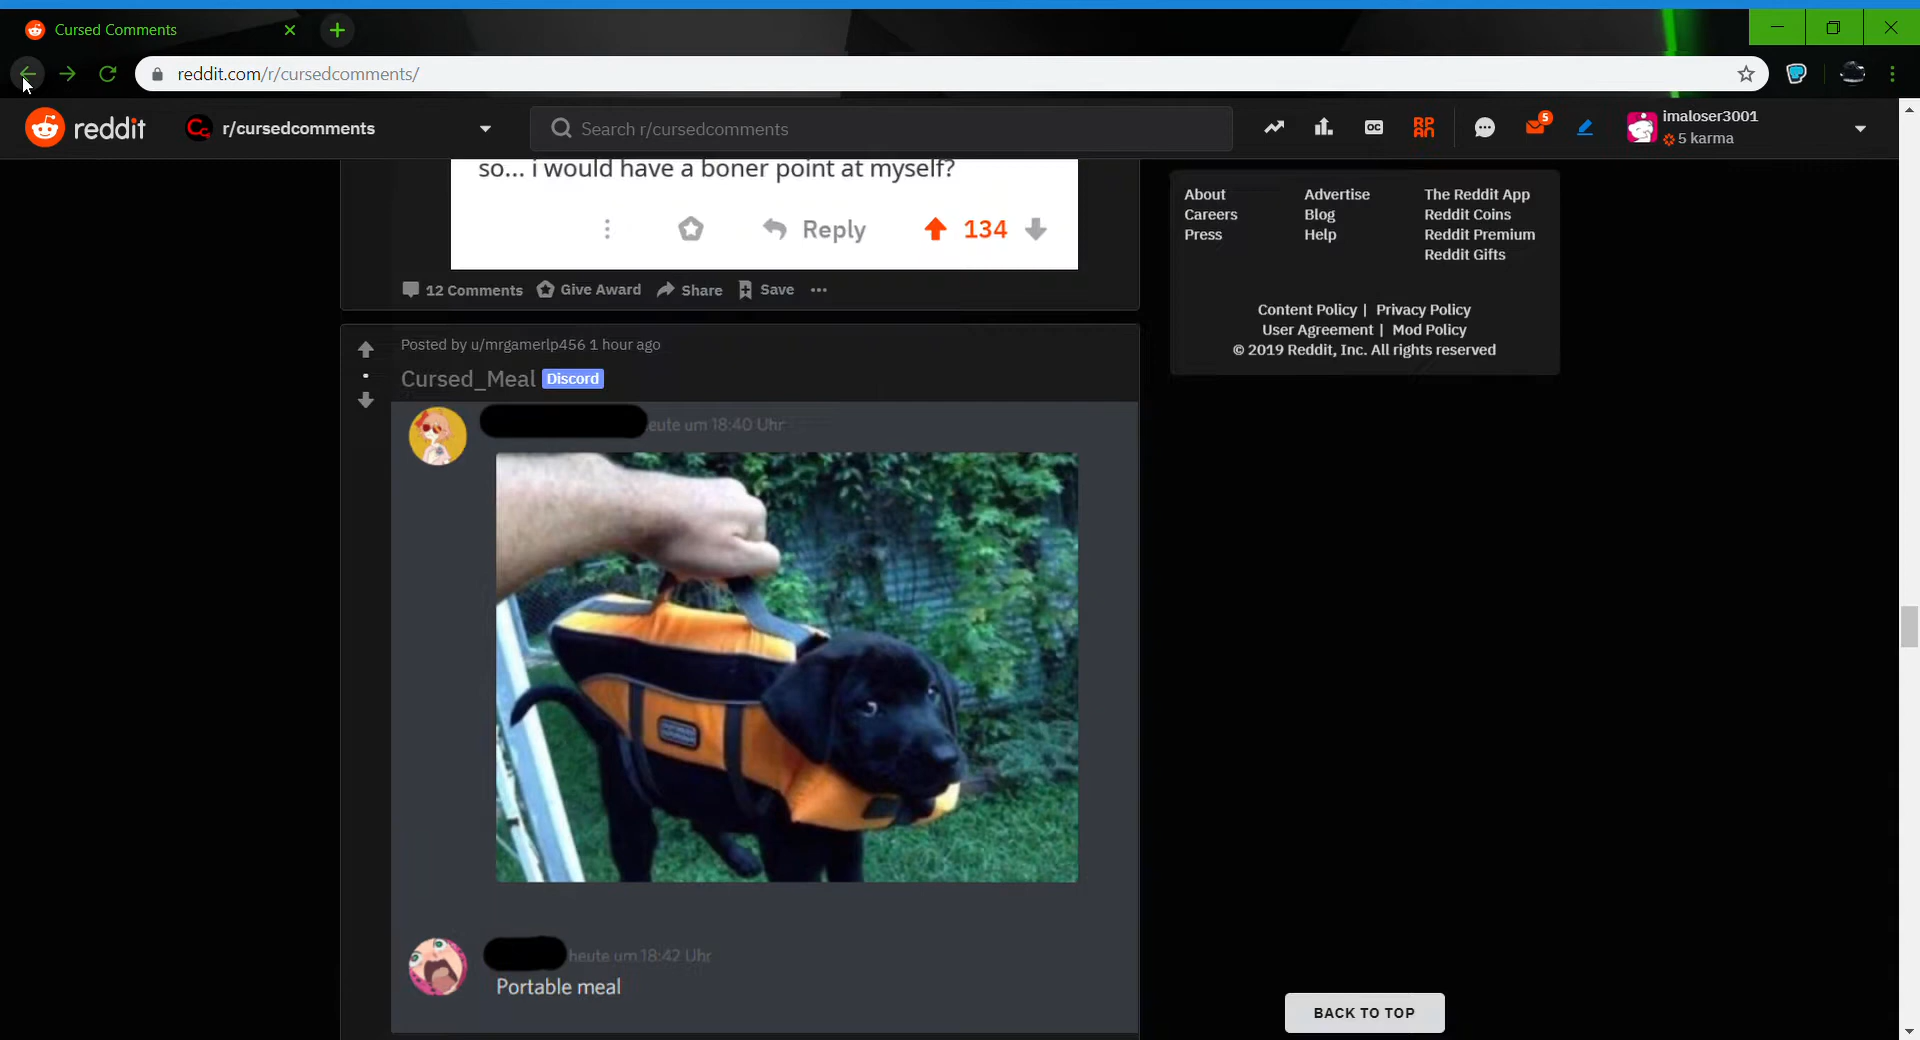 Cursed Comments
reddit.com/r/cursedcomments/
reddit
r/cursedcomments
Search r/cursedcomments
OC
RP
AN
5
imaloser3001
5 karma
so... i would have a boner point at myself?
Reply
134
12 Comments
Give Award
Share
Save
Posted by u/mrgamerlp456 1 hour ago
Cursed_Meal Discord
eute um 18:40 Uhr
heute um 18:42 Uhr
Portable meal
About
Careers
Press
Advertise
Blog
Help
The Reddit App
Reddit Coins
Reddit Premium
Reddit Gifts
Content Policy | Privacy Policy
User Agreement | Mod Policy
© 2019 Reddit, Inc. All rights reserved
BACK TO TOP